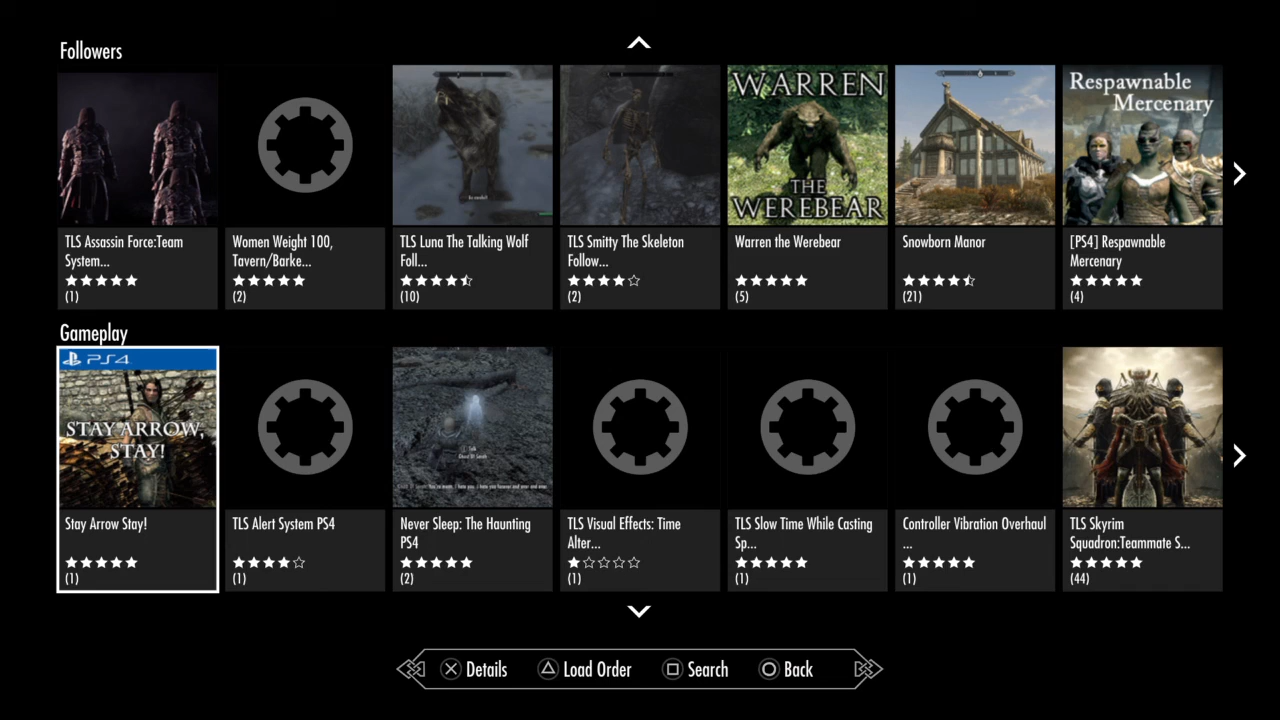 Followers
WARREN
THE
WEREBEAR
Respawnable
Mercenary
TLS Assassin Force:Team
System...
(1)
Women Weight 100,
Tavern/Barke...
(2)
TLS Luna The Talking Wolf
Foll...
(10)
TLS Smitty The Skeleton
Follow...
(2)
Warren the Werebear
(5)
Snowborn Manor
(21)
[PS4] Respawnable
Mercenary
(4)
Gameplay
PS4
STAY ARROW,
STAY!
Talk
Stay Arrow Stay!
(1)
TLS Alert System PS4
(1)
Never Sleep: The Haunting
PS4
(2)
TLS Visual Effects: Time
Alter...
(1)
TLS Slow Time While Casting
Sp...
(1)
Controller Vibration Overhaul
...
(1)
TLS Skyrim
Squadron:Teammate S...
(44)
Details
Load Order
Search
Back